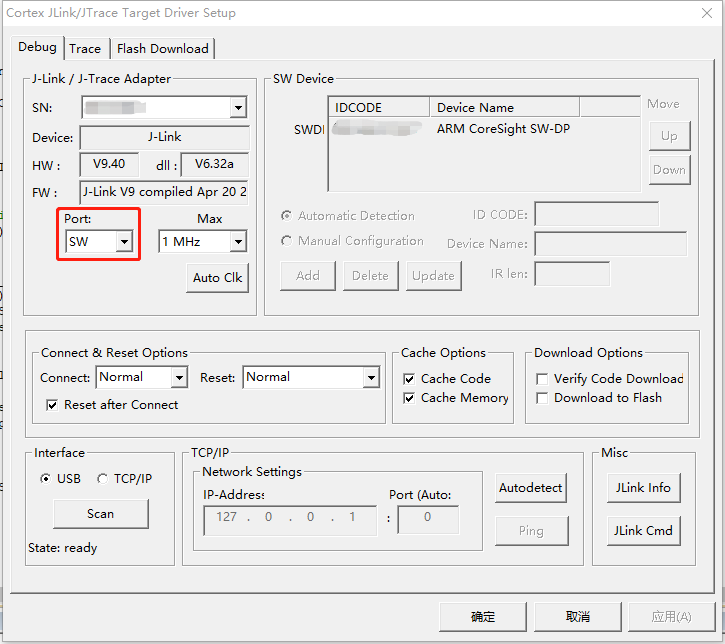 Cortex JLink/JTrace Target Driver Setup
Debug
Trace
Flash Download
J-Link / J-Trace Adapter
SN:
Device:
J-Link
HW :
V9.40
dll :
V6.32a
FW :
J-Link V9 compiled Apr 20 2
Port:
Max
SW
1 MHz
Auto Clk
SW Device
IDCODE
Device Name
Move
SWDI
ARM CoreSight SW-DP
Up
Down
Automatic Detection
ID CODE:
Manual Configuration
Device Name:
Add
Delete
Update
IR len:
Connect & Reset Options
Connect:
Normal
Reset:
Normal
Reset after Connect
Cache Options
Cache Code
Cache Memory
Download Options
Verify Code Download
Download to Flash
Interface
USB
TCP/IP
Scan
State: ready
TCP/IP
Network Settings
IP-Address:
Port (Auto:
127 . 0 . 0 . 1
:
0
Autodetect
Ping
Misc
JLink Info
JLink Cmd
确定
取消
应用(A)